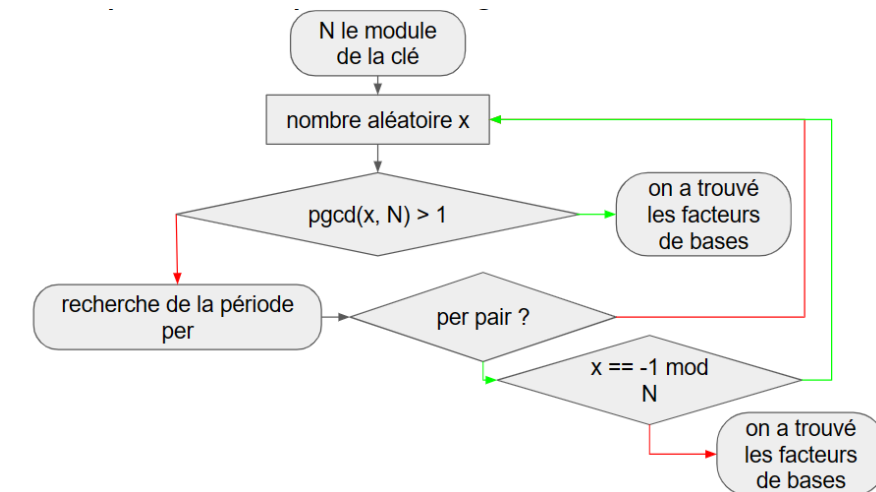 N le module
de la clé
nombre aléatoire x
pgcd(x, N) > 1
on a trouvé
les facteurs
de bases
recherche de la période
per
per pair ?
x == -1 mod
N
on a trouvé
les facteurs
de bases